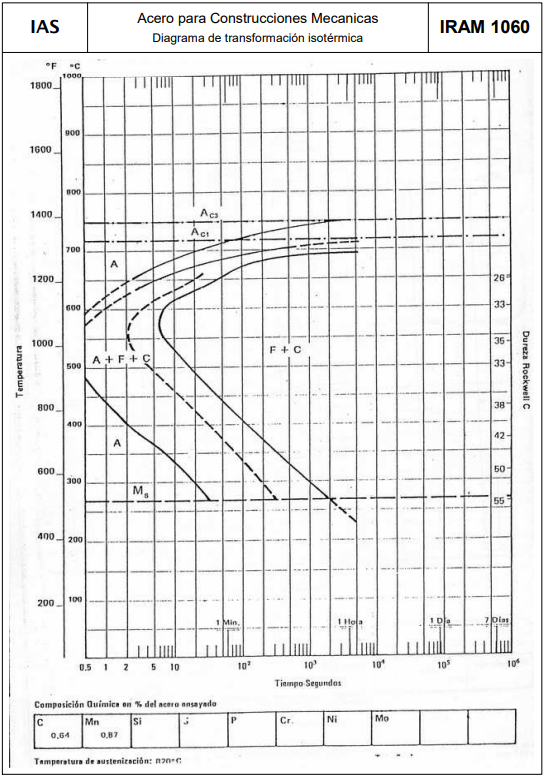 IAS
Acero para Construcciones Mecanicas
Diagrama de transformación isotérmica
IRAM 1060
°F °C
1000
1800
900
1600
800
1400
AC3
AC1
700
A
1200
26
600
33
1000
35
A + F + C
F + C
33
500
800
38
400
42
A
50
600
300
Ms
55
400
200
200
100
1 Min.
1 Hora
1 Día
7 Días
0,5 1 2 5 10 10² 10³ 10⁴ 10⁵ 10⁶
Tiempo-Segundos
Temperatura
Dureza Rockwell C
Composición Química en % del acero ensayado
C Mn Si P Cr. Ni Mo
0,64 0,87
Temperatura de austenización: 820°C